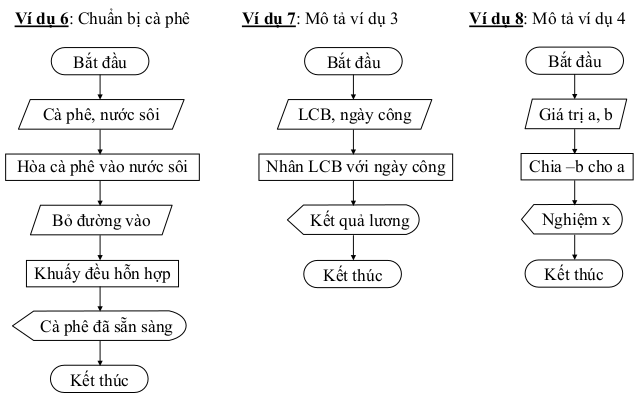 Ví dụ 6: Chuẩn bị cà phê
Bắt đầu
Cà phê, nước sôi
Hòa cà phê vào nước sôi
Bỏ đường vào
Khuấy đều hỗn hợp
Cà phê đã sẵn sàng
Kết thúc
Ví dụ 7: Mô tả ví dụ 3
Bắt đầu
LCB, ngày công
Nhân LCB với ngày công
Kết quả lương
Kết thúc
Ví dụ 8: Mô tả ví dụ 4
Bắt đầu
Giá trị a, b
Chia –b cho a
Nghiệm x
Kết thúc